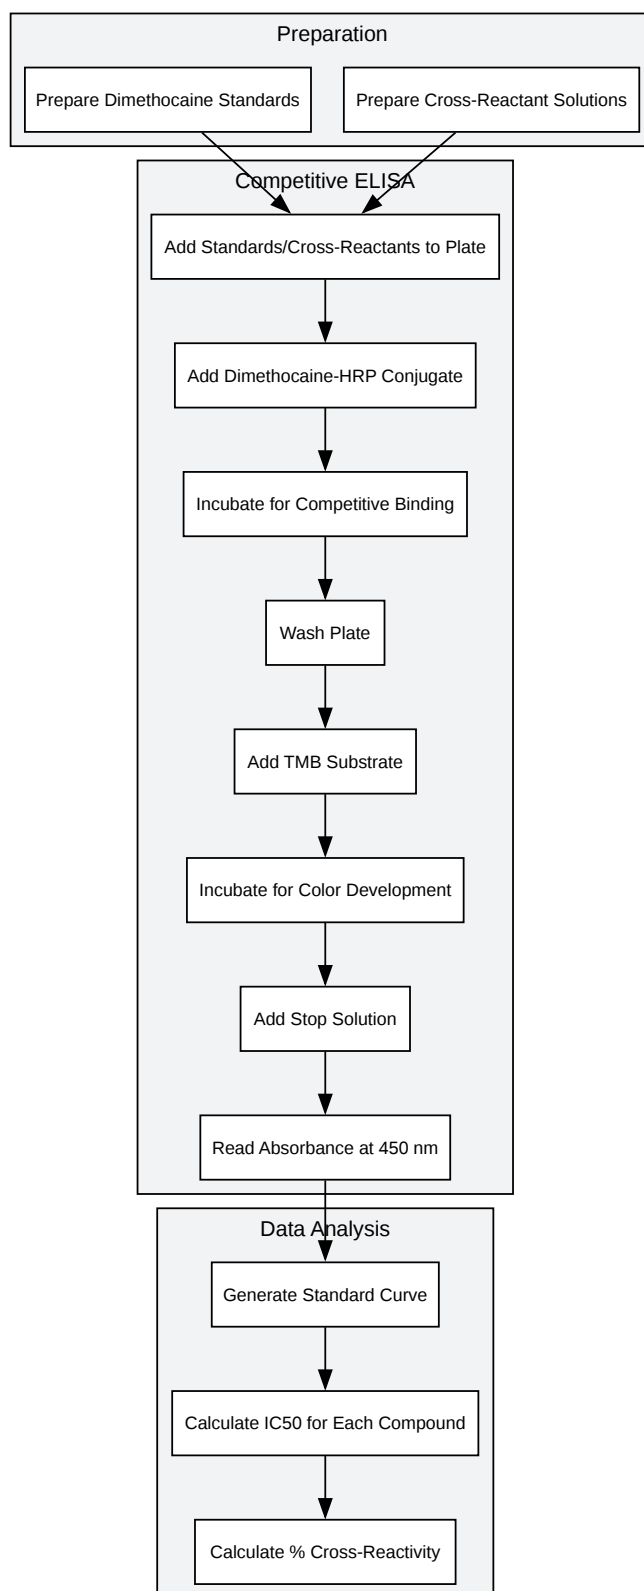 Preparation
Prepare Dimethocaine Standards
Prepare Cross-Reactant Solutions
Competitive ELISA
Add Standards/Cross-Reactants to Plate
Add Dimethocaine-HRP Conjugate
Incubate for Competitive Binding
Wash Plate
Add TMB Substrate
Incubate for Color Development
Add Stop Solution
Read Absorbance at 450 nm
Data Analysis
Generate Standard Curve
Calculate IC50 for Each Compound
Calculate % Cross-Reactivity